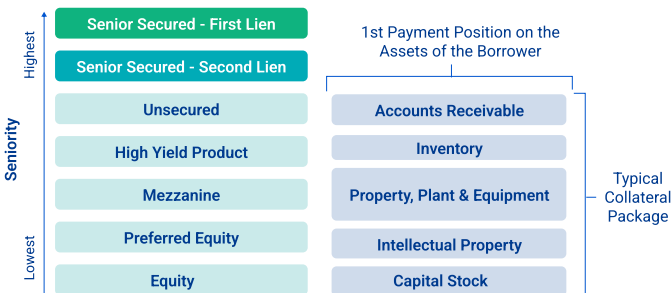 Seniority
Highest
Lowest
Senior Secured - First Lien
Senior Secured - Second Lien
Unsecured
High Yield Product
Mezzanine
Preferred Equity
Equity
1st Payment Position on the
Assets of the Borrower
Accounts Receivable
Inventory
Property, Plant & Equipment
Intellectual Property
Capital Stock
Typical
Collateral
Package